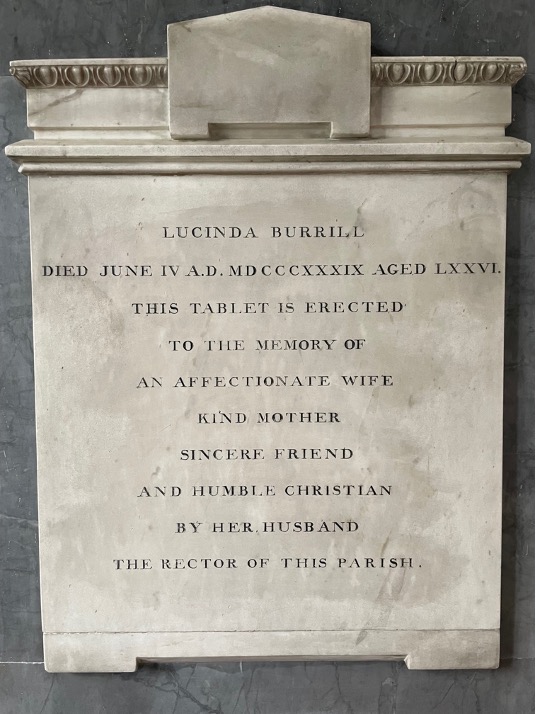 LUCINDA BURRILL
DIED JUNE IV A.D. MDCCCXXXIX AGED LXXVI.
THIS TABLET IS ERECTED
TO THE MEMORY OF
AN AFFECTIONATE WIFE
KIND MOTHER
SINCERE FRIEND
AND HUMBLE CHRISTIAN
BY HER HUSBAND
THE RECTOR OF THIS PARISH.